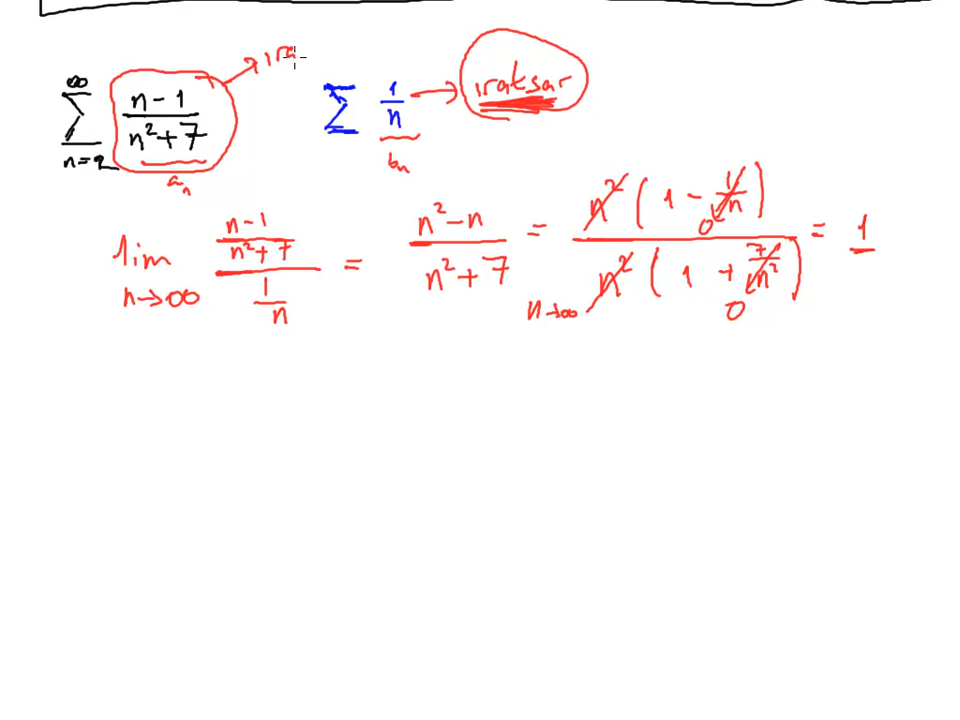 ∞ Σ n=2 (n-1)/(n²+7) → ıra
aₙ
Σ 1/n → ıraksar
bₙ
lim n→∞ ((n-1)/(n²+7))/(1/n) = (n²-n)/(n²+7) = n→∞ n²(1 - 1/n)/n²(1 + 7/n²) = 1
0
0